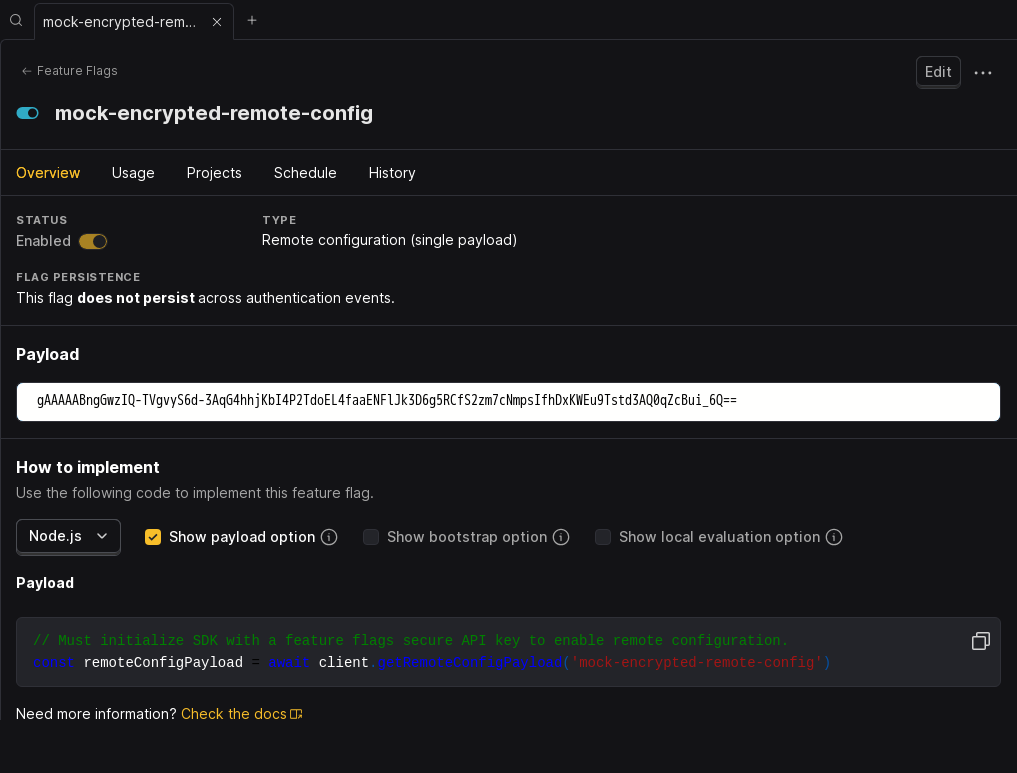 mock-encrypted-rem...
Feature Flags
Edit
mock-encrypted-remote-config
Overview Usage Projects Schedule History
STATUS TYPE
Enabled Remote configuration (single payload)
FLAG PERSISTENCE
This flag does not persist across authentication events.
Payload
gAAAAABngGwzIQ-TVgvyS6d-3AqG4hhjKbI4P2TdoEL4faaENFlJk3D6g5RCfS2zm7cNmpsIfhDxKWEu9Tstd3AQ0qZcBui_6Q==
How to implement
Use the following code to implement this feature flag.
Node.js Show payload option Show bootstrap option Show local evaluation option
Payload
// Must initialize SDK with a feature flags secure API key to enable remote configuration.
const remoteConfigPayload = await client.getRemoteConfigPayload('mock-encrypted-remote-config')
Need more information? Check the docs